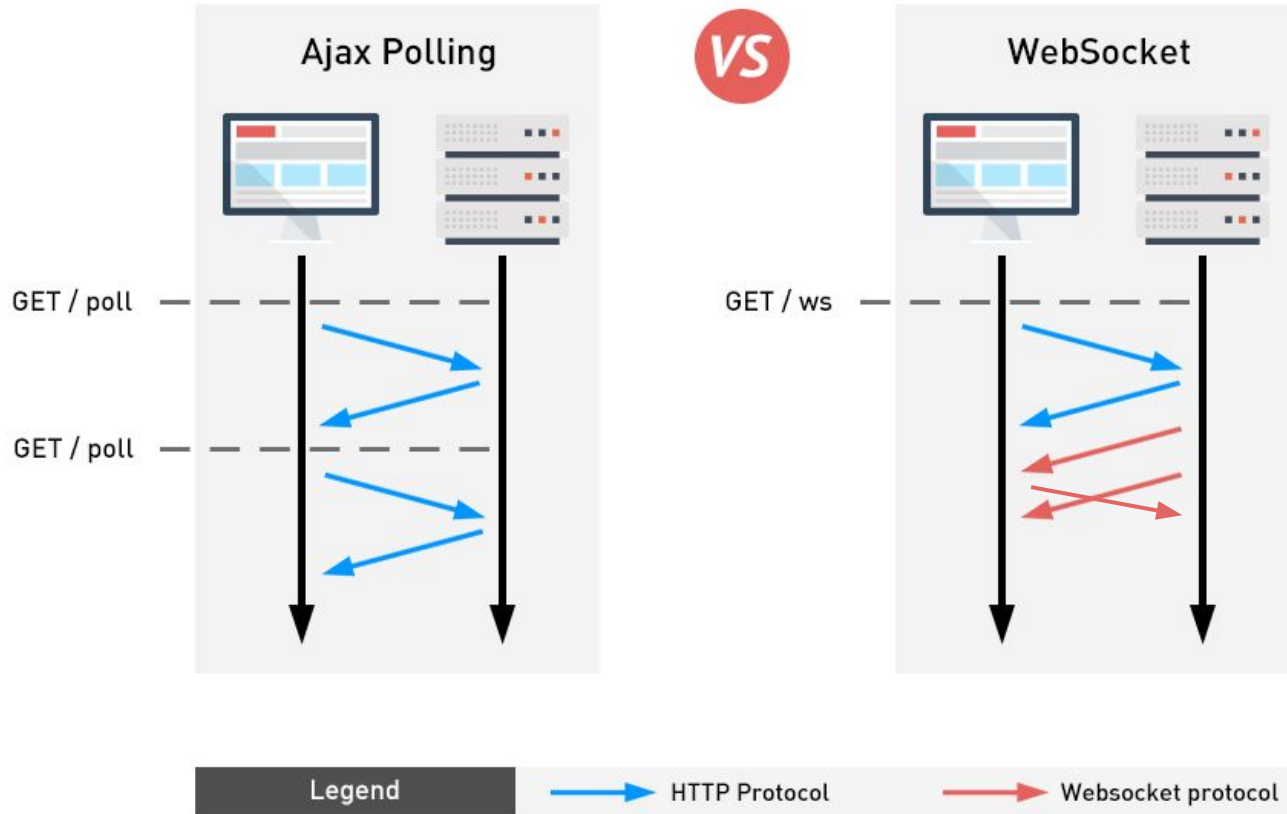 Ajax Polling
VS
WebSocket
GET / poll
GET / ws
GET / poll
Legend
HTTP Protocol
Websocket protocol